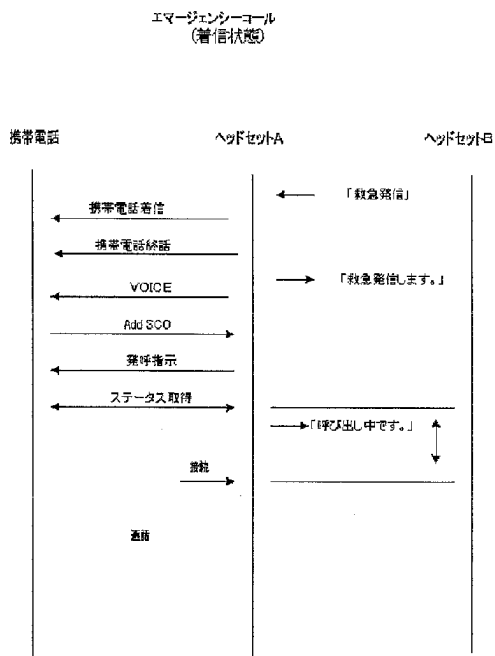 エマージェンシーコール
(着信状態)
携帯電話
ヘッドセットA
ヘッドセットB
「救急発信」
携帯電話着信
携帯電話終話
「救急発信します。」
VOICE
Add SCO
発呼指示
ステータス取得
「呼び出し中です。」
接続
通話